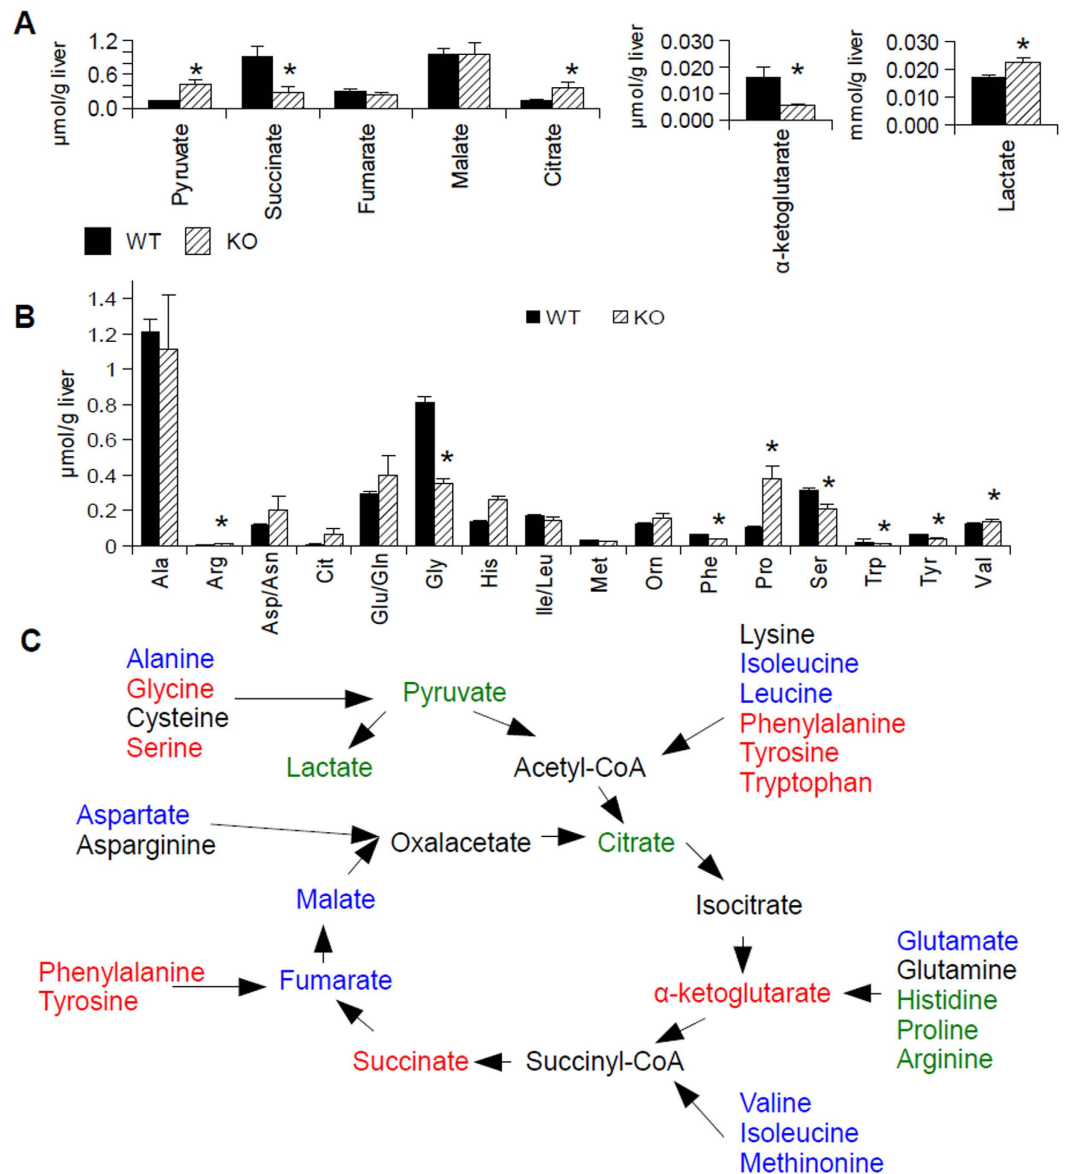 A
μmol/g liver
1.2
0.6
0.0
*
*
*
Pyruvate
Succinate
Fumarate
Malate
Citrate
μmol/g liver
0.030
0.020
0.010
0.000
*
α-ketoglutarate
mmol/g liver
0.030
0.020
0.010
0.000
*
Lactate
WT KO
B
μmol/g liver
1.4
1.2
1
0.8
0.6
0.4
0.2
0
WT KO
*
*
*
*
*
*
*
*
Ala
Arg
Asp/Asn
Cit
Glu/Gln
Gly
His
Ile/Leu
Met
Orn
Phe
Pro
Ser
Trp
Tyr
Val
C
Alanine
Glycine
Cysteine
Serine
Pyruvate
Lactate
Acetyl-CoA
Lysine
Isoleucine
Leucine
Phenylalanine
Tyrosine
Tryptophan
Aspartate
Asparginine
Oxalacetate
Citrate
Malate
Isocitrate
Phenylalanine
Tyrosine
Fumarate
α-ketoglutarate
Glutamate
Glutamine
Histidine
Proline
Arginine
Succinate
Succinyl-CoA
Valine
Isoleucine
Methinonine